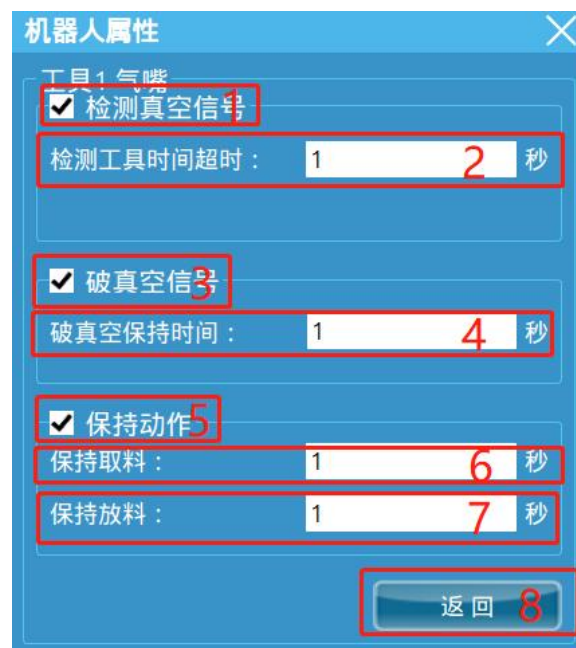 机器人属性
工具1 气嘴
检测真空信号 1
检测工具时间超时： 1 2 秒
破真空信号 3
破真空保持时间： 1 4 秒
保持动作 5
保持取料： 1 6 秒
保持放料： 1 7 秒
返回 8